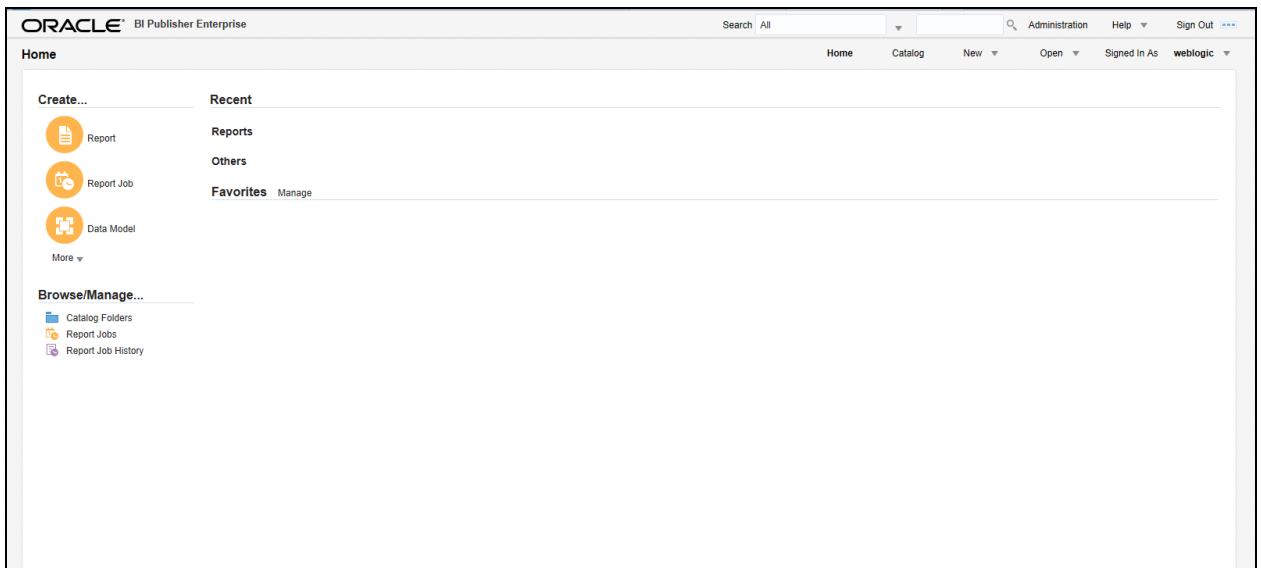 ORACLE BI Publisher Enterprise Search All Administration Help Sign Out
Home Home Catalog New Open Signed In As weblogic
Create... Recent
Report
Reports
Others
Report Job
Favorites Manage
Data Model
More
Browse/Manage...
Catalog Folders
Report Jobs
Report Job History